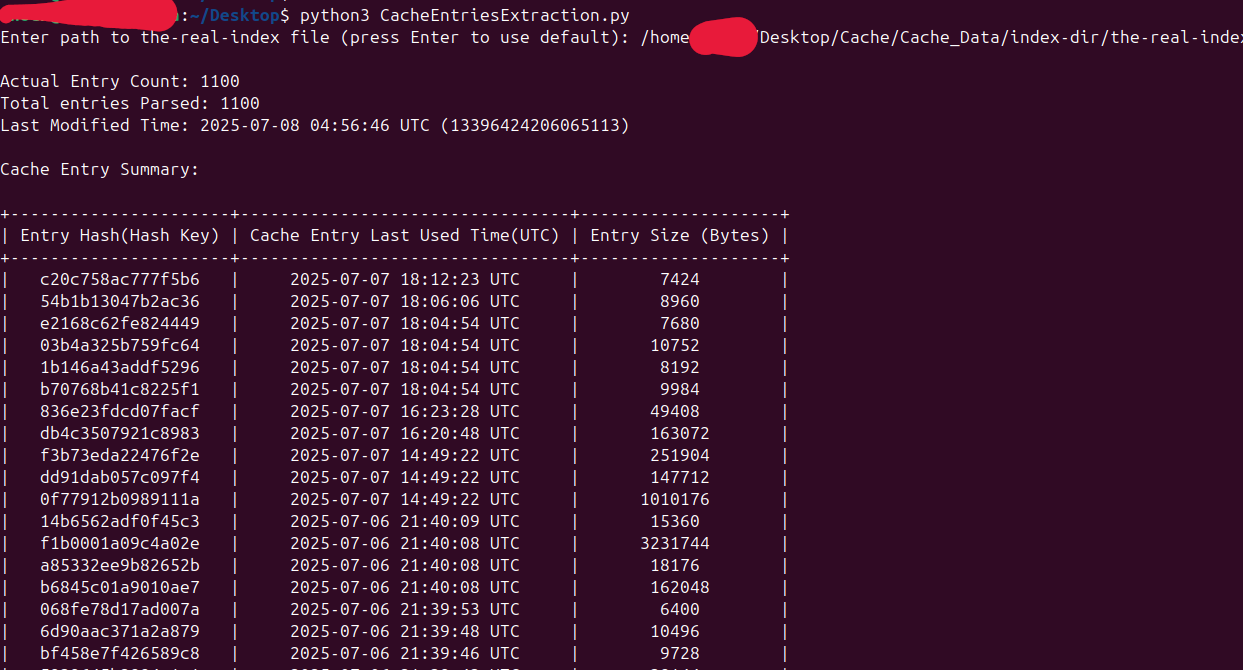 :~/Desktop$ python3 CacheEntriesExtraction.py
Enter path to the-real-index file (press Enter to use default): /home /Desktop/Cache/Cache_Data/index-dir/the-real-index
Actual Entry Count: 1100
Total entries Parsed: 1100
Last Modified Time: 2025-07-08 04:56:46 UTC (13396424206065113)
Cache Entry Summary:
+----------------------+---------------------------------+--------------------+
| Entry Hash(Hash Key) | Cache Entry Last Used Time(UTC) | Entry Size (Bytes) |
+----------------------+---------------------------------+--------------------+
| c20c758ac777f5b6 | 2025-07-07 18:12:23 UTC | 7424 |
| 54b1b13047b2ac36 | 2025-07-07 18:06:06 UTC | 8960 |
| e2168c62fe824449 | 2025-07-07 18:04:54 UTC | 7680 |
| 03b4a325b759fc64 | 2025-07-07 18:04:54 UTC | 10752 |
| 1b146a43addf5296 | 2025-07-07 18:04:54 UTC | 8192 |
| b70768b41c8225f1 | 2025-07-07 18:04:54 UTC | 9984 |
| 836e23fdcd07facf | 2025-07-07 16:23:28 UTC | 49408 |
| db4c3507921c8983 | 2025-07-07 16:20:48 UTC | 163072 |
| f3b73eda22476f2e | 2025-07-07 14:49:22 UTC | 251904 |
| dd91dab057c097f4 | 2025-07-07 14:49:22 UTC | 147712 |
| 0f77912b0989111a | 2025-07-07 14:49:22 UTC | 1010176 |
| 14b6562adf0f45c3 | 2025-07-06 21:40:09 UTC | 15360 |
| f1b0001a09c4a02e | 2025-07-06 21:40:08 UTC | 3231744 |
| a85332ee9b82652b | 2025-07-06 21:40:08 UTC | 18176 |
| b6845c01a9010ae7 | 2025-07-06 21:40:08 UTC | 162048 |
| 068fe78d17ad007a | 2025-07-06 21:39:53 UTC | 6400 |
| 6d90aac371a2a879 | 2025-07-06 21:39:48 UTC | 10496 |
| bf458e7f426589c8 | 2025-07-06 21:39:46 UTC | 9728 |